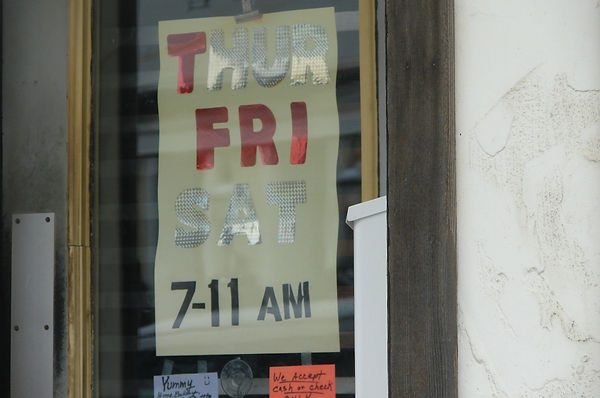 THUR
FRI
SAT
7-11 AM
Yummy
We Accept
cash or check